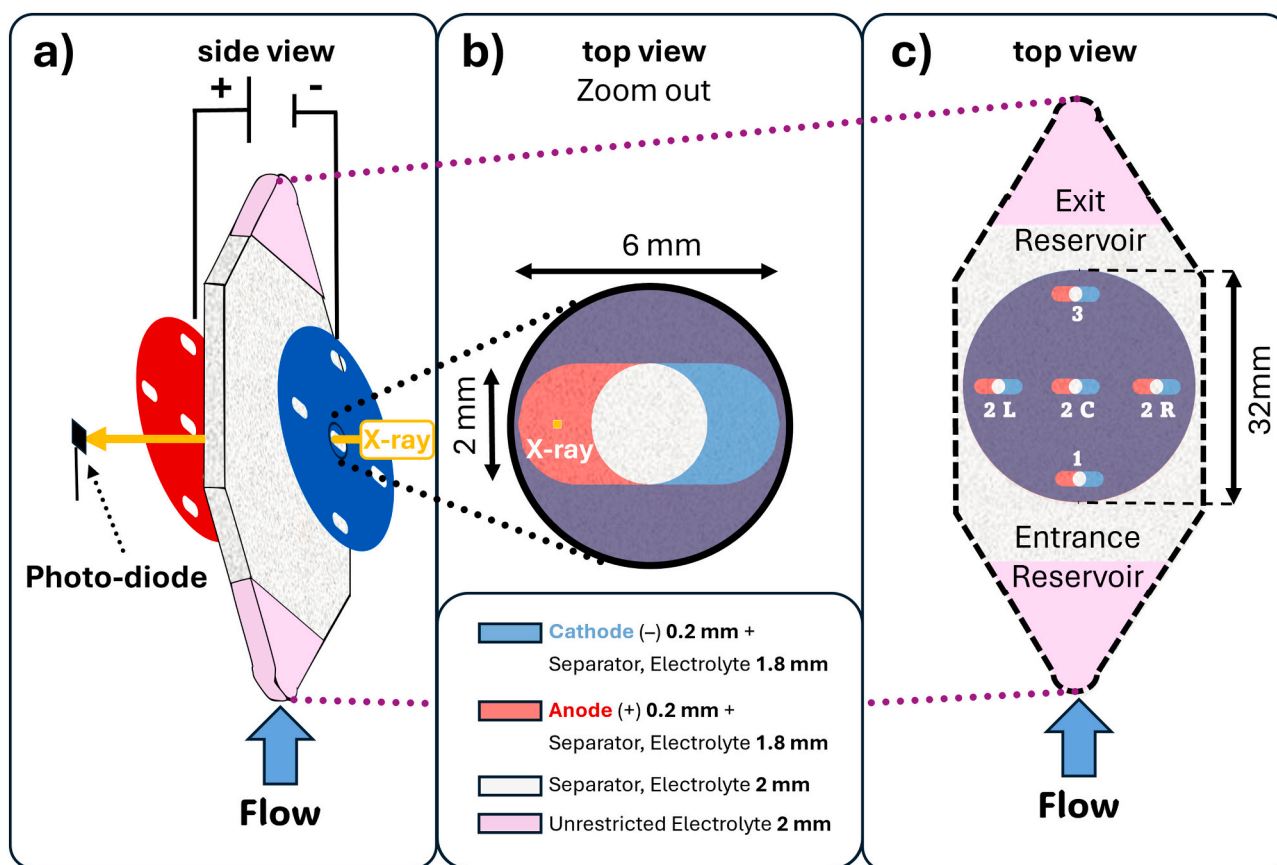 a)
side view
+
-
X-ray
Photo-diode
Flow
b)
top view
Zoom out
6 mm
2 mm
X-ray
Cathode (–) 0.2 mm +
Separator, Electrolyte 1.8 mm
Anode (+) 0.2 mm +
Separator, Electrolyte 1.8 mm
Separator, Electrolyte 2 mm
Unrestricted Electrolyte 2 mm
c)
top view
Exit
Reservoir
3
2 L
2 C
2 R
1
32mm
Entrance
Reservoir
Flow